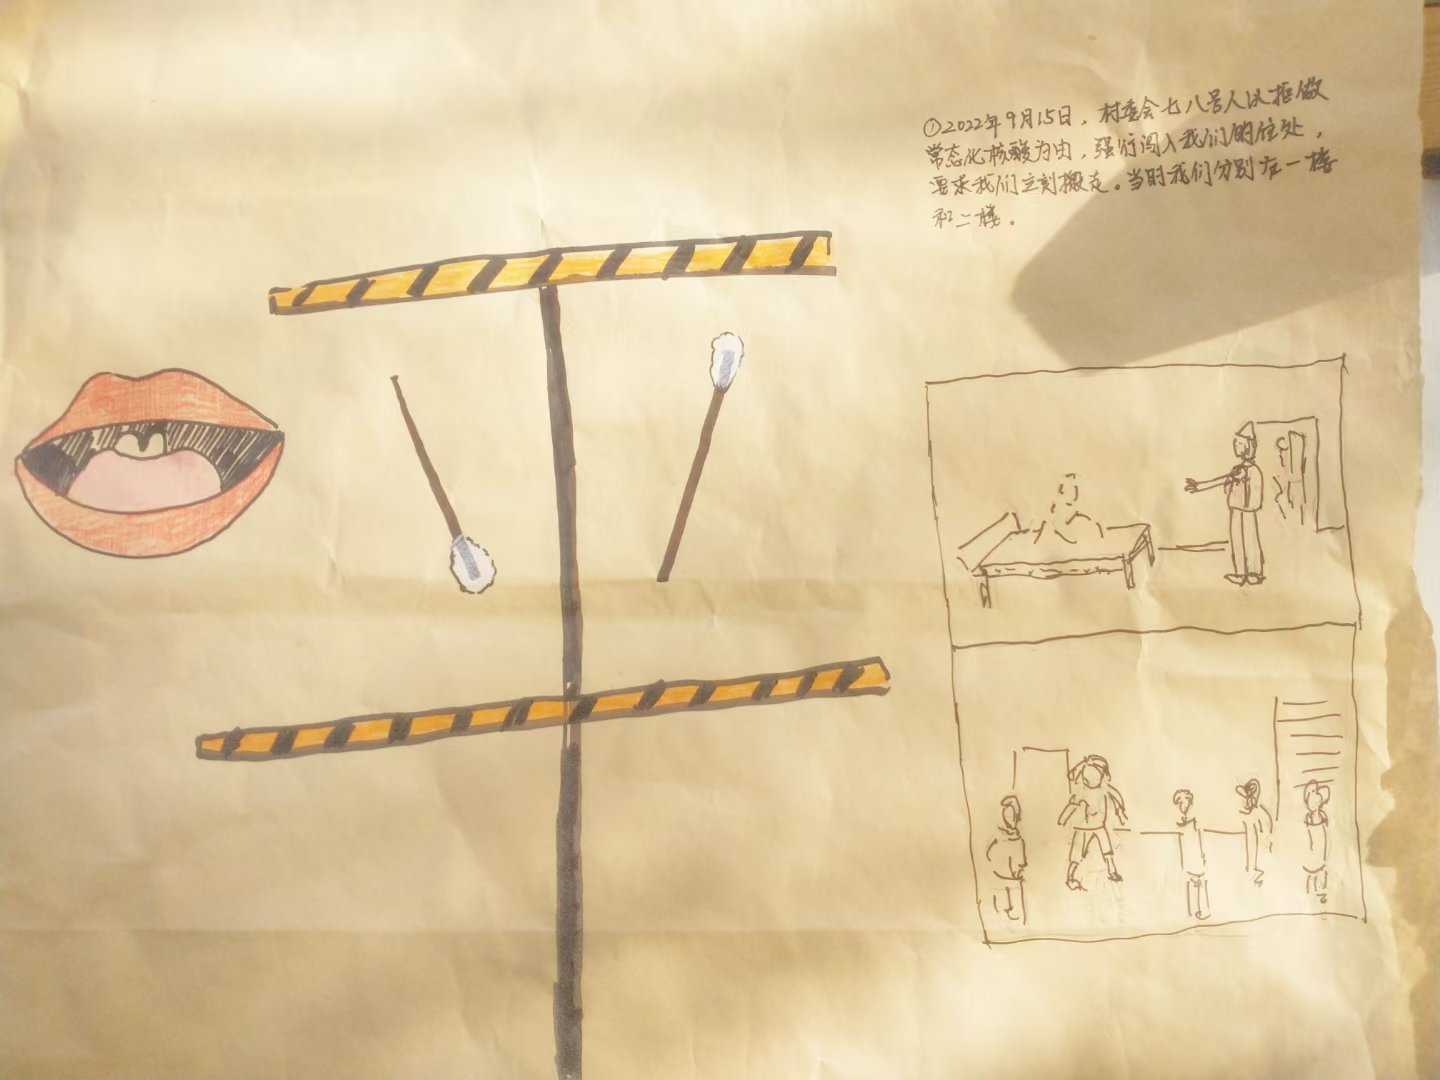 ①2022年9月15日，村委会七八号人以拒做
常态化核酸为由，强行闯入我们的住处，
要求我们立刻搬走。当时我们分别在一楼
和二楼。